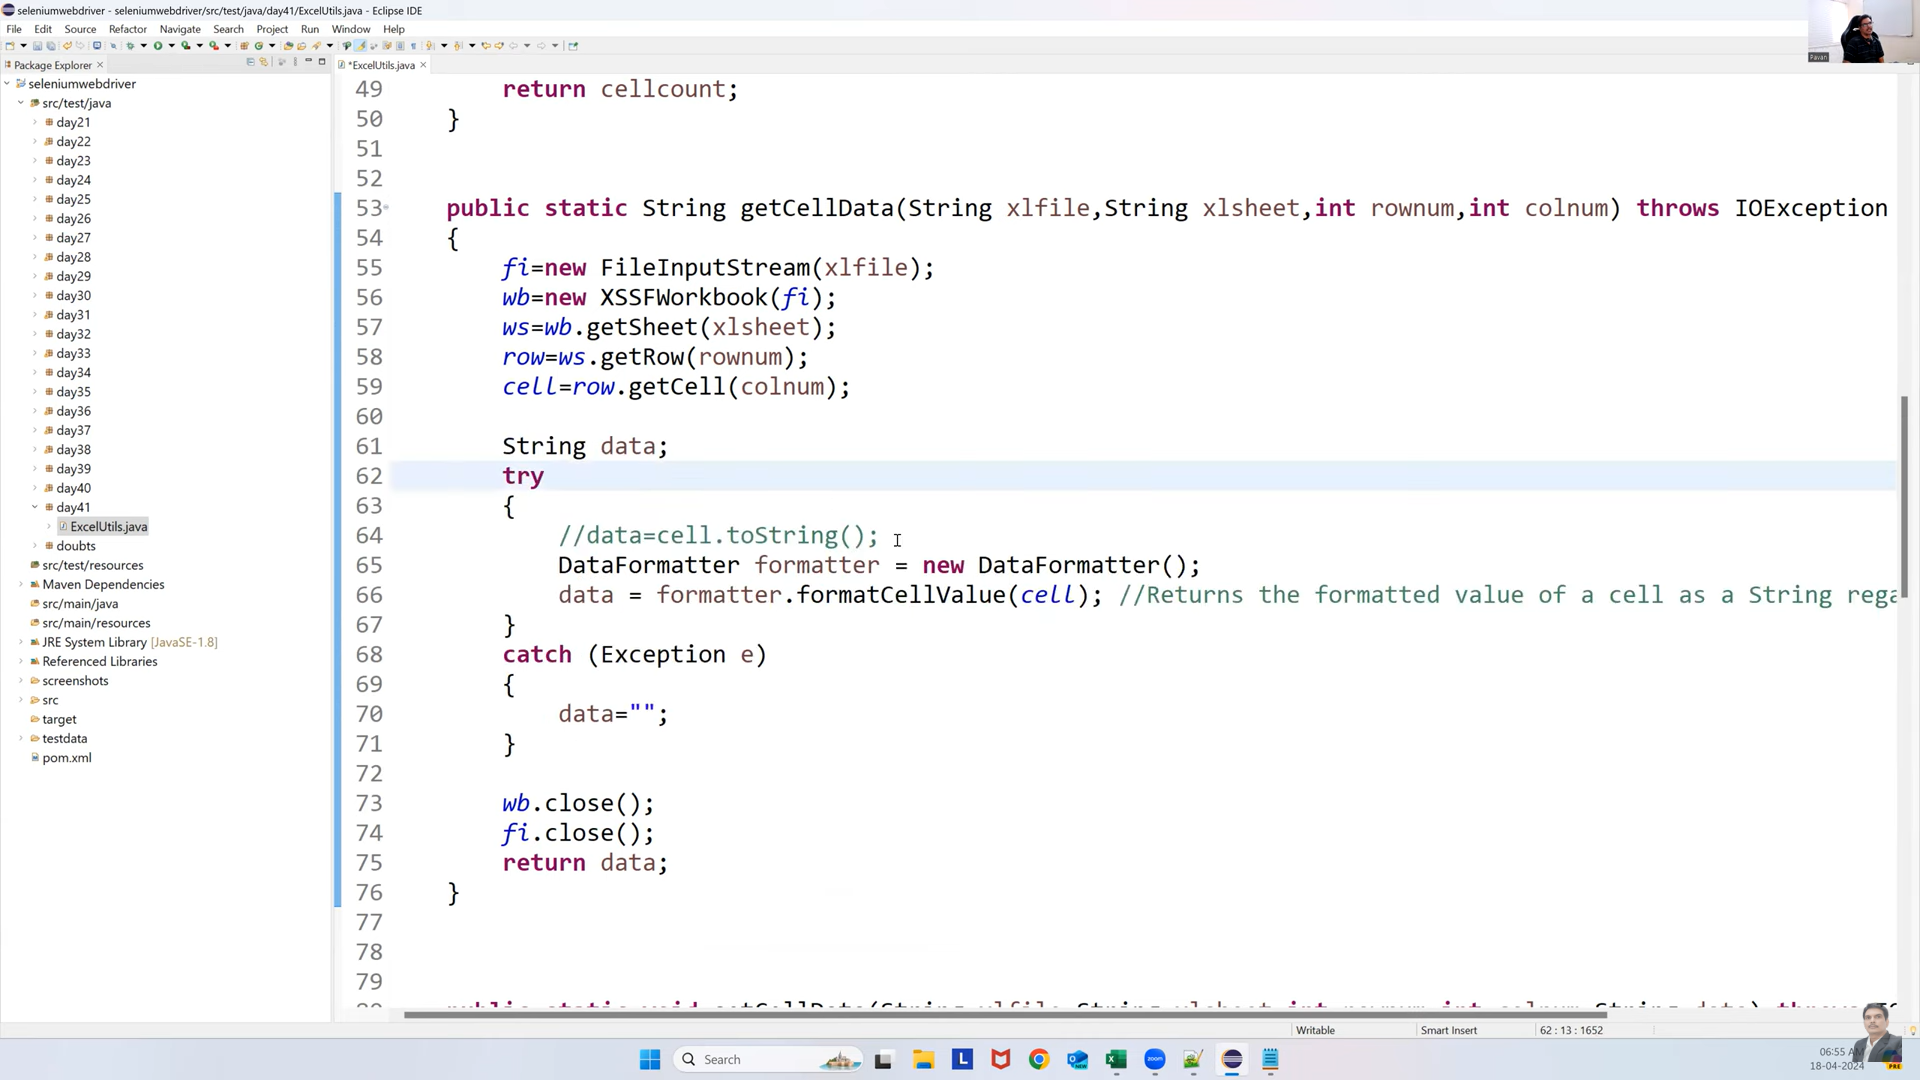 seleniumwebdriver - seleniumwebdriver/src/test/java/day41/ExcelUtils.java - Eclipse IDE
File Edit Source Refactor Navigate Search Project Run Window Help
Package Explorer
*ExcelUtils.java
seleniumwebdriver
src/test/java
day21
day22
day23
day24
day25
day26
day27
day28
day29
day30
day31
day32
day33
day34
day35
day36
day37
day38
day39
day40
day41
ExcelUtils.java
doubts
src/test/resources
Maven Dependencies
src/main/java
src/main/resources
JRE System Library [JavaSE-1.8]
Referenced Libraries
screenshots
src
target
testdata
pom.xml
49 return cellcount;
50 }
51
52
53 public static String getCellData(String xlfile,String xlsheet,int rownum,int colnum) throws IOException
54 {
55 fi=new FileInputStream(xlfile);
56 wb=new XSSFWorkbook(fi);
57 ws=wb.getSheet(xlsheet);
58 row=ws.getRow(rownum);
59 cell=row.getCell(colnum);
60
61 String data;
62 try
63 {
64 //data=cell.toString();
65 DataFormatter formatter = new DataFormatter();
66 data = formatter.formatCellValue(cell); //Returns the formatted value of a cell as a String rega
67 }
68 catch (Exception e)
69 {
70 data="";
71 }
72
73 wb.close();
74 fi.close();
75 return data;
76 }
77
78
79
Pavan
Writable
Smart Insert
62 : 13 : 1652
Search
06:55 AM
18-04-2024
PRE